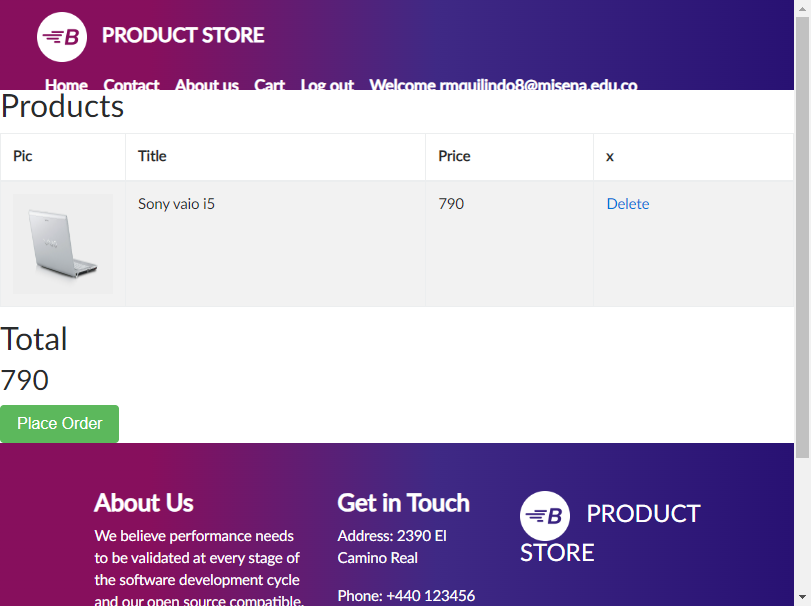 B PRODUCT STORE
Home Contact About us Cart Log out Welcome rmquilindo8@misena.edu.co
Products
Pic Title Price x
Sony vaio i5 790 Delete
Total
790
Place Order
About Us
We believe performance needs
to be validated at every stage of
the software development cycle
and our open source compatible,
Get in Touch
Address: 2390 El
Camino Real
Phone: +440 123456
B PRODUCT
STORE